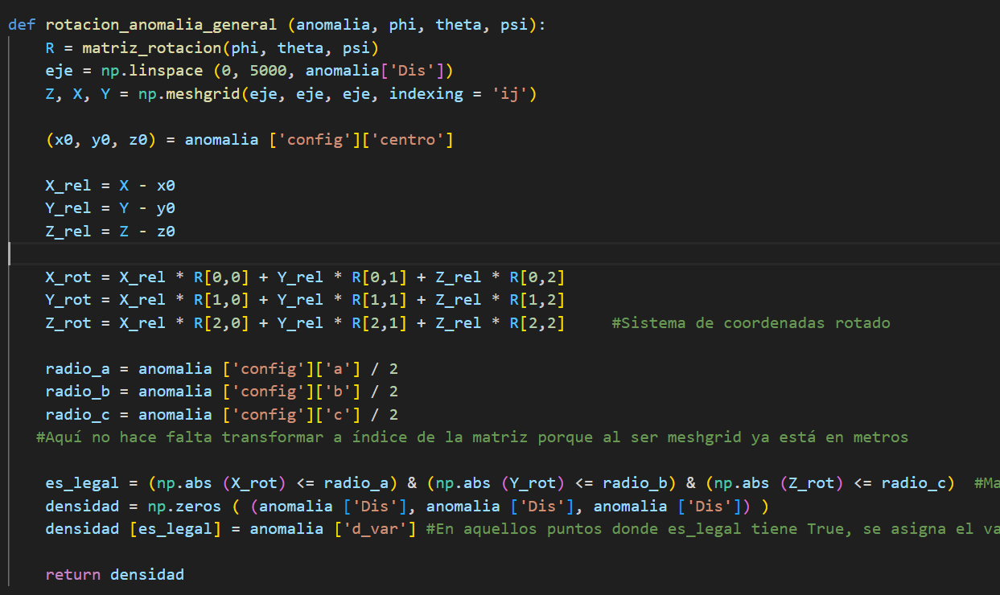 def rotacion_anomalia_general (anomalia, phi, theta, psi):
    R = matriz_rotacion(phi, theta, psi)
    eje = np.linspace (0, 5000, anomalia['Dis'])
    Z, X, Y = np.meshgrid(eje, eje, eje, indexing = 'ij')

    (x0, y0, z0) = anomalia ['config']['centro']

    X_rel = X - x0
    Y_rel = Y - y0
    Z_rel = Z - z0

    X_rot = X_rel * R[0,0] + Y_rel * R[0,1] + Z_rel * R[0,2]
    Y_rot = X_rel * R[1,0] + Y_rel * R[1,1] + Z_rel * R[1,2]
    Z_rot = X_rel * R[2,0] + Y_rel * R[2,1] + Z_rel * R[2,2]     #Sistema de coordenadas rotado

    radio_a = anomalia ['config']['a'] / 2
    radio_b = anomalia ['config']['b'] / 2
    radio_c = anomalia ['config']['c'] / 2
   #Aquí no hace falta transformar a índice de la matriz porque al ser meshgrid ya está en metros

    es_legal = (np.abs (X_rot) <= radio_a) & (np.abs (Y_rot) <= radio_b) & (np.abs (Z_rot) <= radio_c)  #Ma
    densidad = np.zeros ( (anomalia ['Dis'], anomalia ['Dis'], anomalia ['Dis']) )
    densidad [es_legal] = anomalia ['d_var'] #En aquellos puntos donde es_legal tiene True, se asigna el va

    return densidad